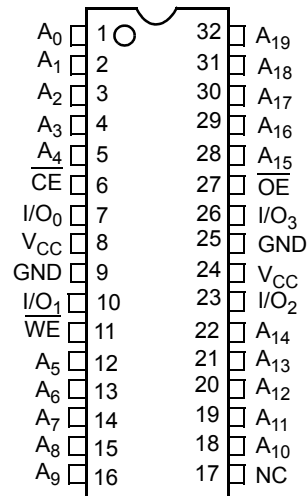 A0 1 32 A19
A1 2 31 A18
A2 3 30 A17
A3 4 29 A16
A4 5 28 A15
CE 6 27 OE
I/O0 7 26 I/O3
VCC 8 25 GND
GND 9 24 VCC
I/O1 10 23 I/O2
WE 11 22 A14
A5 12 21 A13
A6 13 20 A12
A7 14 19 A11
A8 15 18 A10
A9 16 17 NC